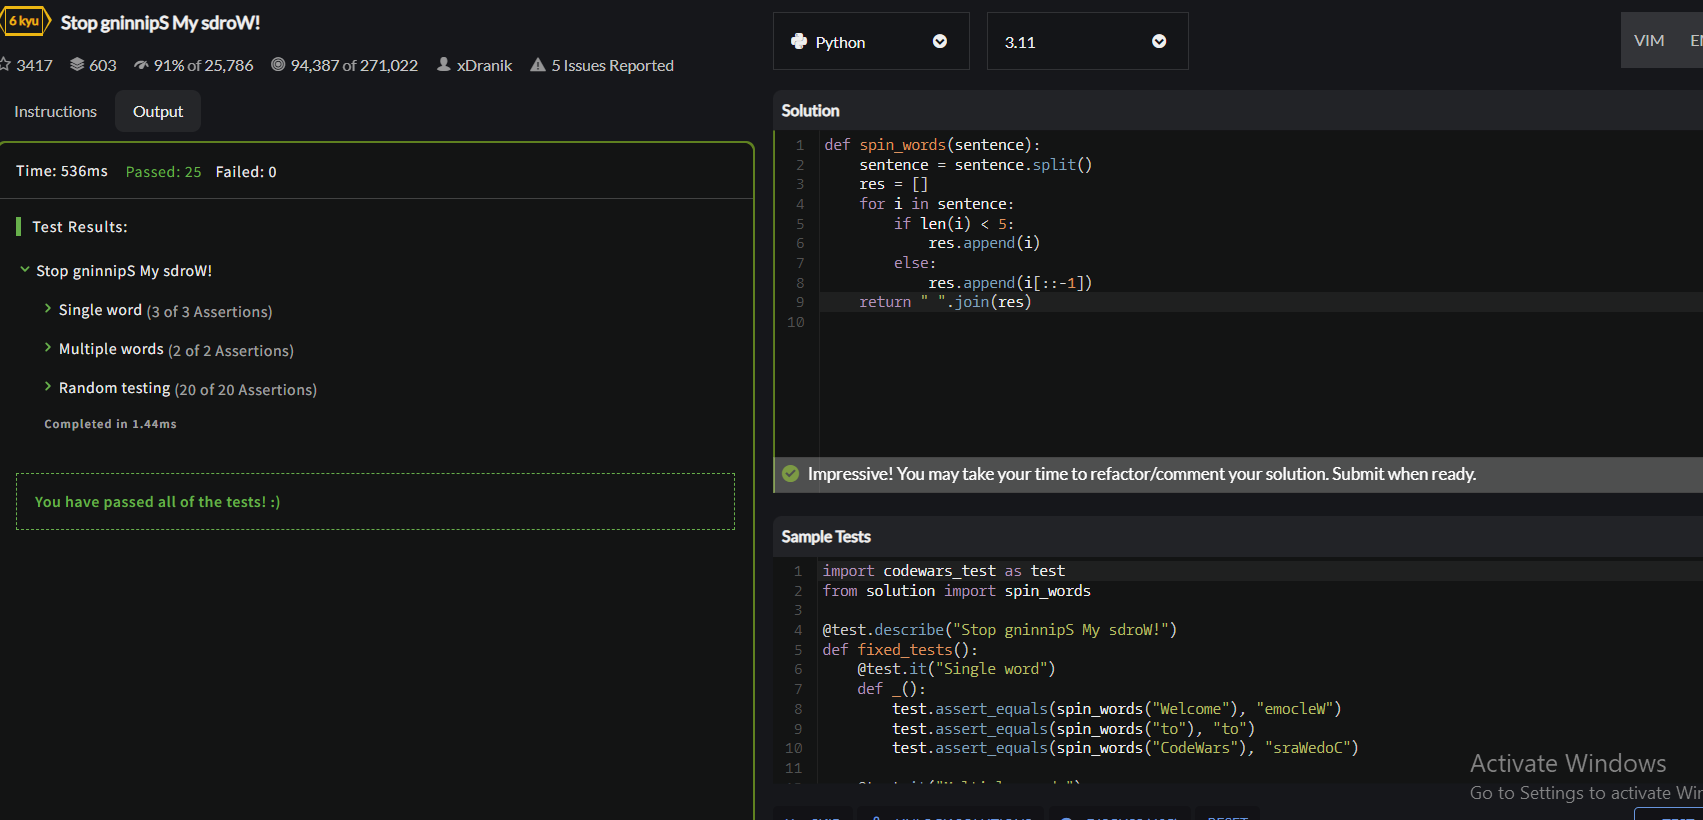 6 kyu
Stop gninnipS My sdroW!
3417 603 91% of 25,786 94,387 of 271,022 xDranik 5 Issues Reported
Instructions Output
Time: 536ms Passed: 25 Failed: 0
Test Results:
Stop gninnipS My sdroW!
Single word (3 of 3 Assertions)
Multiple words (2 of 2 Assertions)
Random testing (20 of 20 Assertions)
Completed in 1.44ms
You have passed all of the tests! :)
Python 3.11 VIM
Solution
1 def spin_words(sentence):
2     sentence = sentence.split()
3     res = []
4     for i in sentence:
5         if len(i) < 5:
6             res.append(i)
7         else:
8             res.append(i[::-1])
9     return " ".join(res)
10
Impressive! You may take your time to refactor/comment your solution. Submit when ready.
Sample Tests
1 import codewars_test as test
2 from solution import spin_words
3
4 @test.describe("Stop gninnipS My sdroW!")
5 def fixed_tests():
6     @test.it("Single word")
7     def _():
8         test.assert_equals(spin_words("Welcome"), "emocleW")
9         test.assert_equals(spin_words("to"), "to")
10         test.assert_equals(spin_words("CodeWars"), "sraWedoC")
11
Activate Windows
Go to Settings to activate